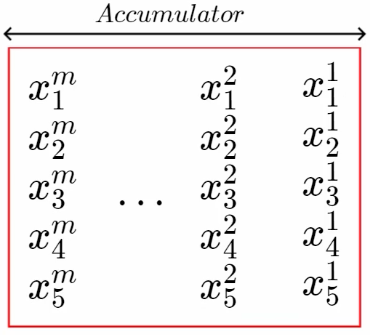 Accumulator
x_1^m x_1^2 x_1^1
x_2^m x_2^2 x_2^1
x_3^m … x_3^2 x_3^1
x_4^m x_4^2 x_4^1
x_5^m x_5^2 x_5^1